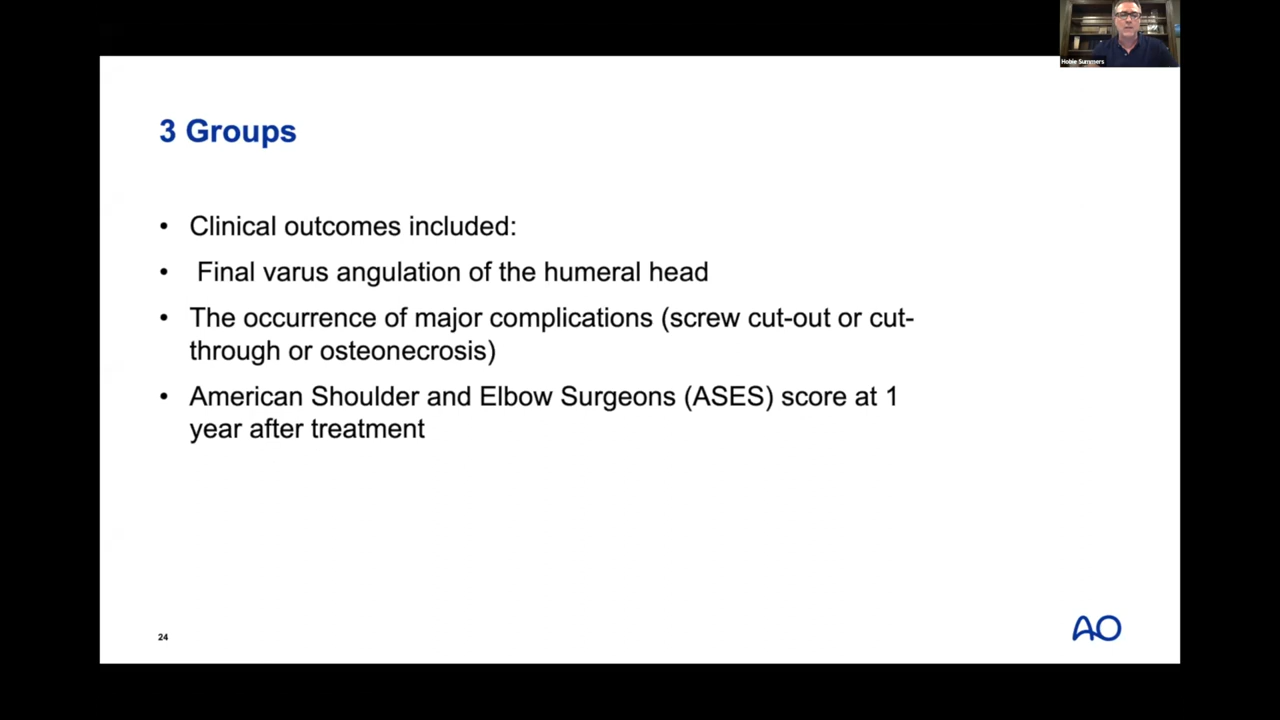 Hobie Summers
3 Groups
• Clinical outcomes included:
• Final varus angulation of the humeral head
• The occurrence of major complications (screw cut-out or cut-
through or osteonecrosis)
• American Shoulder and Elbow Surgeons (ASES) score at 1
year after treatment
24
AO